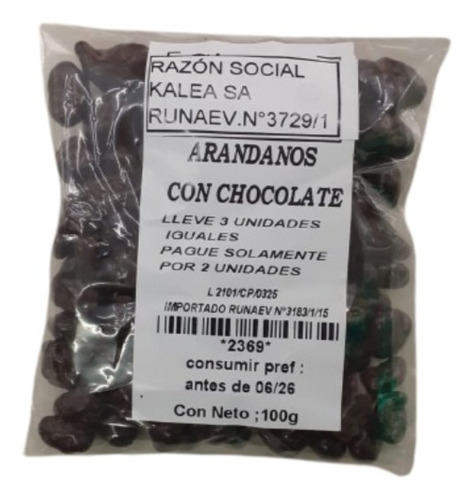 RAZÓN SOCIAL
KALEA SA
RUNAEV.N°3729/1
ARANDANOS
CON CHOCOLATE
LLEVE 3 UNIDADES
IGUALES
PAGUE SOLAMENTE
POR 2 UNIDADES
L 2101/CP/0325
IMPORTADO RUNAEV N°3183/1/15
*2369*
consumir pref :
antes de 06/26
Con Neto ;100g